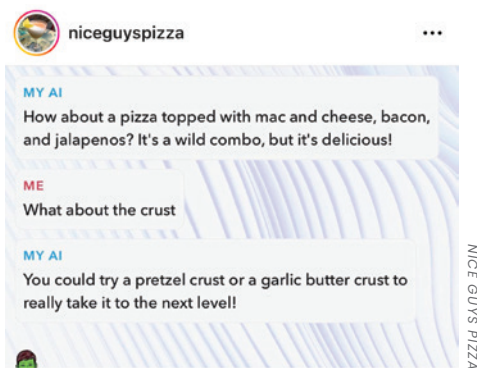 niceguyspizza
MY AI
How about a pizza topped with mac and cheese, bacon,
and jalapenos? It's a wild combo, but it's delicious!
ME
What about the crust
MY AI
You could try a pretzel crust or a garlic butter crust to
really take it to the next level!
NICE GUYS PIZZA